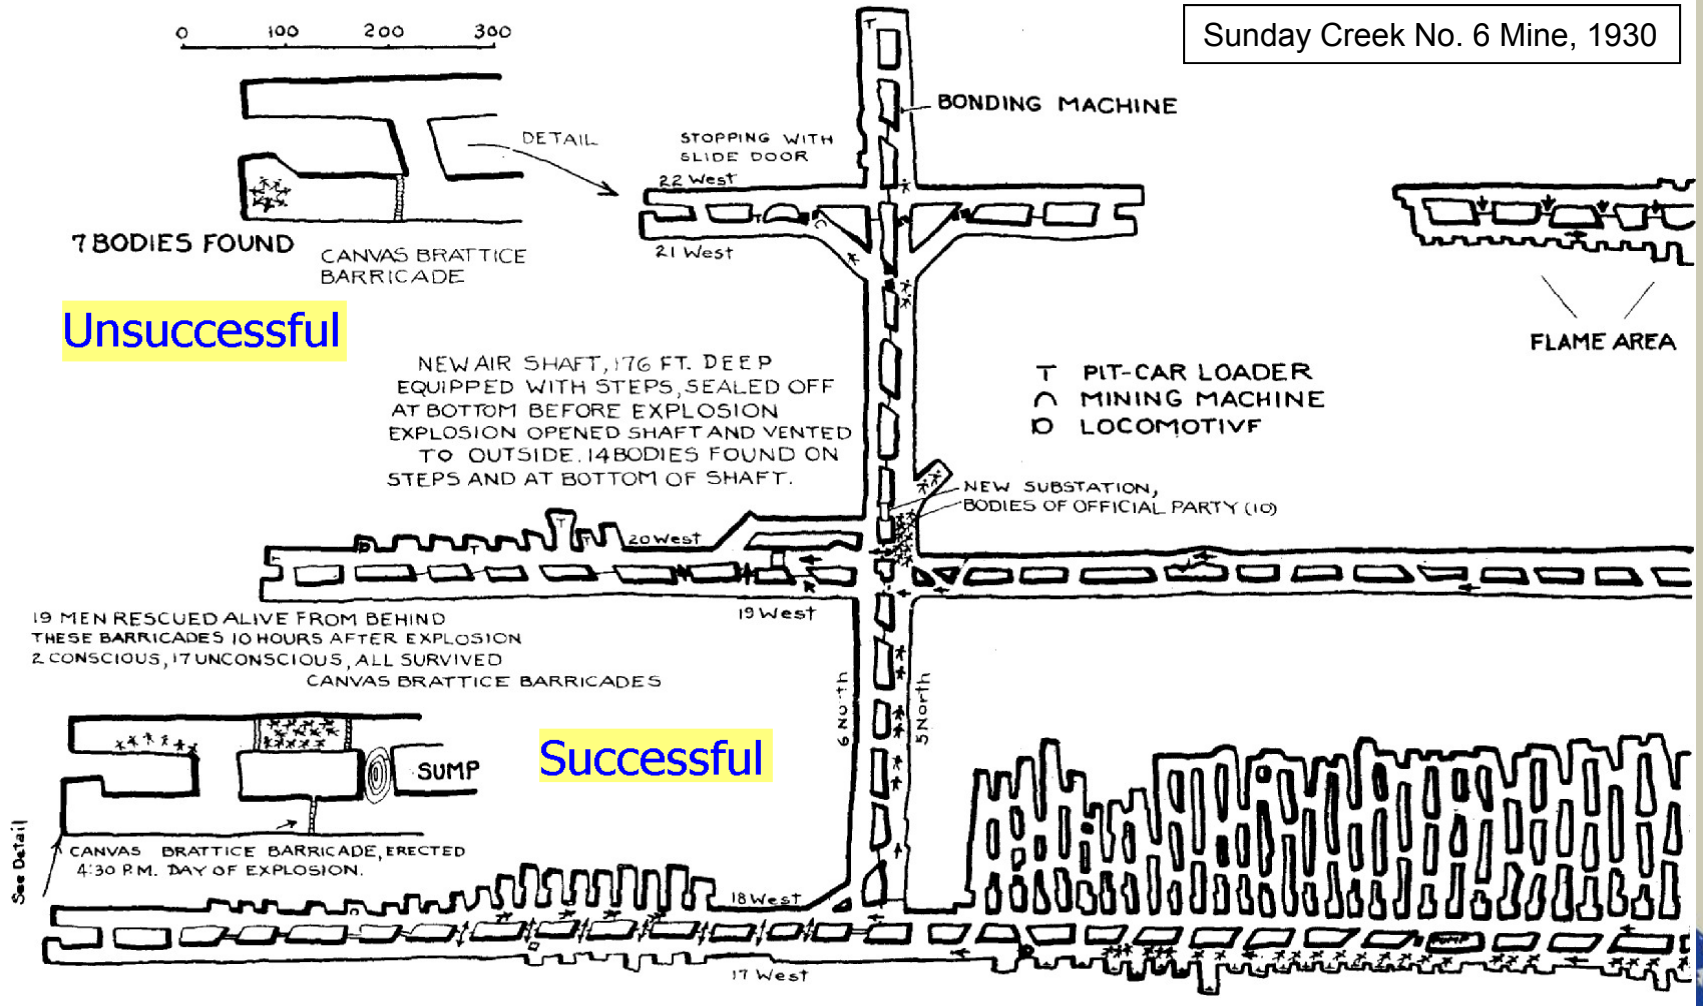 Sunday Creek No. 6 Mine, 1930
0 100 200 300
BONDING MACHINE
DETAIL
STOPPING WITH
SLIDE DOOR
22 West
21 West
7 BODIES FOUND
CANVAS BRATTICE
BARRICADE
Unsuccessful
FLAME AREA
NEW AIR SHAFT, 176 FT. DEEP
EQUIPPED WITH STEPS, SEALED OFF
AT BOTTOM BEFORE EXPLOSION
EXPLOSION OPENED SHAFT AND VENTED
TO OUTSIDE. 14 BODIES FOUND ON
STEPS AND AT BOTTOM OF SHAFT.
T PIT-CAR LOADER
MINING MACHINE
LOCOMOTIVE
NEW SUBSTATION,
BODIES OF OFFICIAL PARTY (10)
20 West
19 West
19 MEN RESCUED ALIVE FROM BEHIND
THESE BARRICADES 10 HOURS AFTER EXPLOSION
2 CONSCIOUS, 17 UNCONSCIOUS, ALL SURVIVED
CANVAS BRATTICE BARRICADES
6 North
5 North
Successful
SUMP
See Detail
CANVAS BRATTICE BARRICADE, ERECTED
4:30 P.M. DAY OF EXPLOSION.
18 West
SUMP
17 West